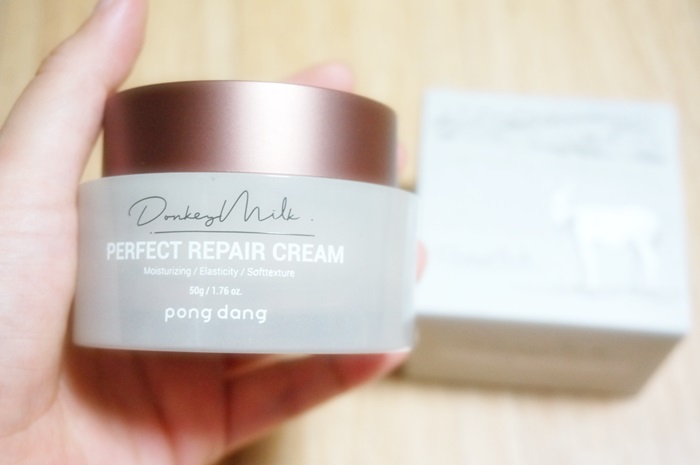 Donkey Milk.
PERFECT REPAIR CREAM
Moisturizing / Elasticity / Softtexture
50g / 1.76 oz.
pong dang